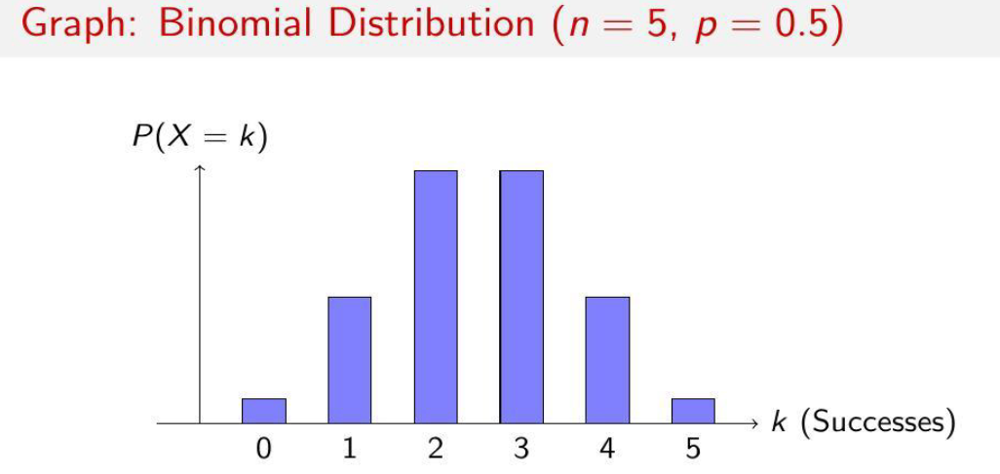 Graph: Binomial Distribution (n = 5, p = 0.5)
P(X = k)
k (Successes)
0 1 2 3 4 5